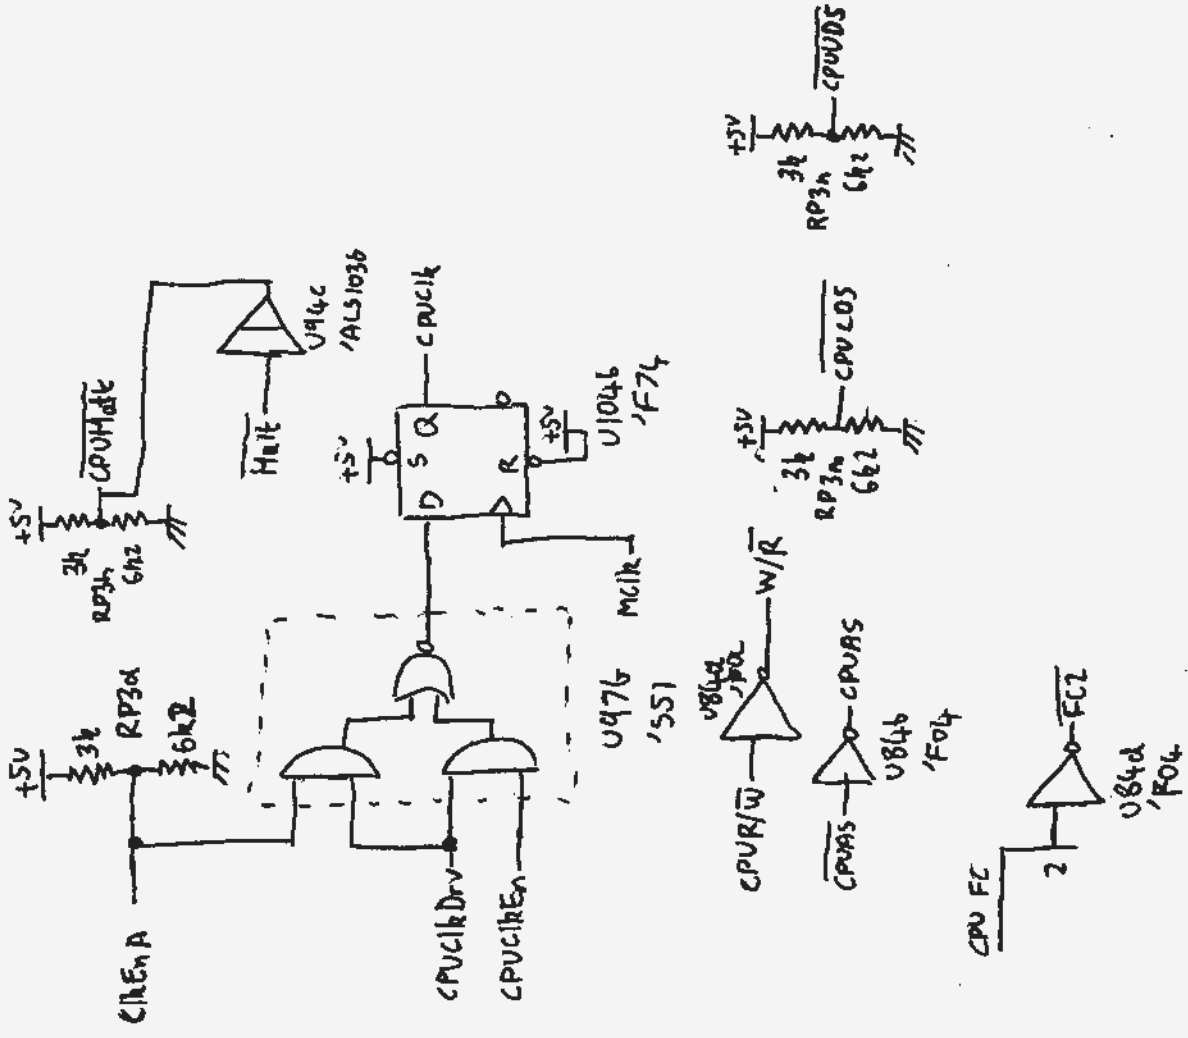 +5V
3k
RP3h
6k2
CPUHalt
Halt
U94C
'ALS1036
+5V
3k
RP3d
6k2
ClkEnA
CPUClkDrv
CPUClkEn
U97b
'S51
+5V
D
S
Q
R
+5V
CPUClk
MClk
U104b
'F74
CPUR/W
U84a
W/R
CPUAS
CPUAS
U84b
'F04
+5V
3k
6k2
CPULDS
+5V
3k
RP3n
6k2
CPUUDS
CPU FC
2
FC2
U84d
'F04